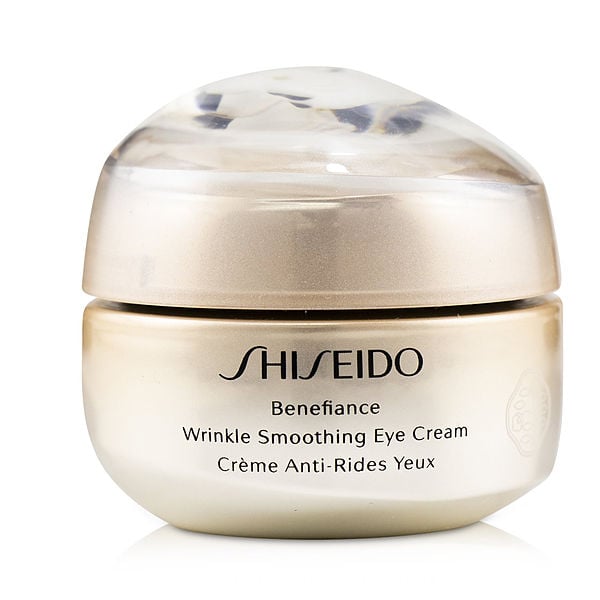 SHISEIDO
Benefiance
Wrinkle Smoothing Eye Cream
Crème Anti-Rides Yeux